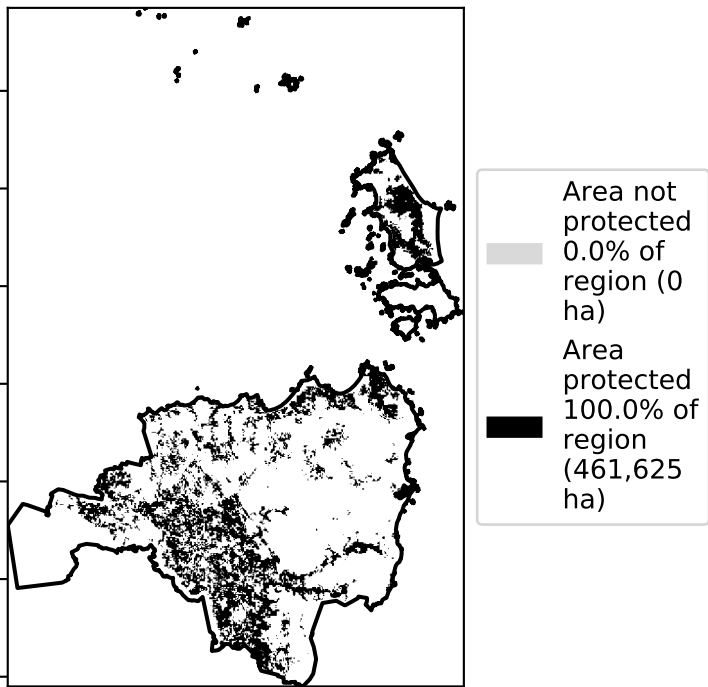 Area not
protected
0.0% of
region (0
ha)
Area
protected
100.0% of
region
(461,625
ha)